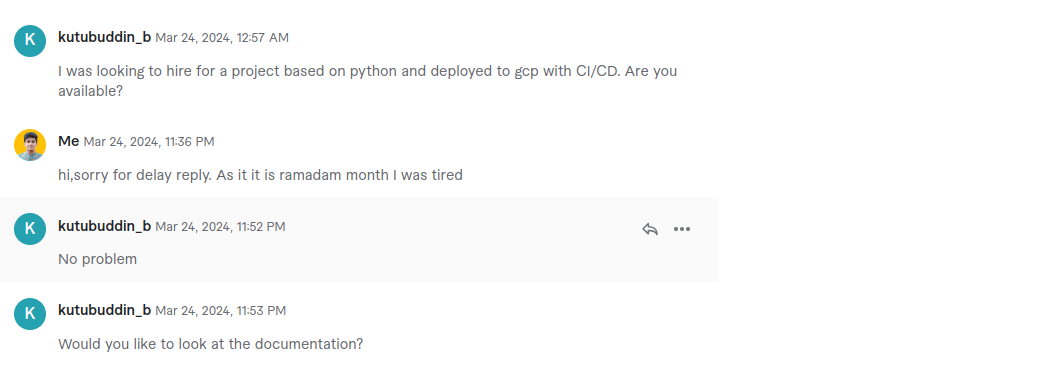 K
kutubuddin_b Mar 24, 2024, 12:57 AM
I was looking to hire for a project based on python and deployed to gcp with CI/CD. Are you
available?
Me Mar 24, 2024, 11:36 PM
hi,sorry for delay reply. As it it is ramadam month I was tired
K
kutubuddin_b Mar 24, 2024, 11:52 PM
No problem
K
kutubuddin_b Mar 24, 2024, 11:53 PM
Would you like to look at the documentation?